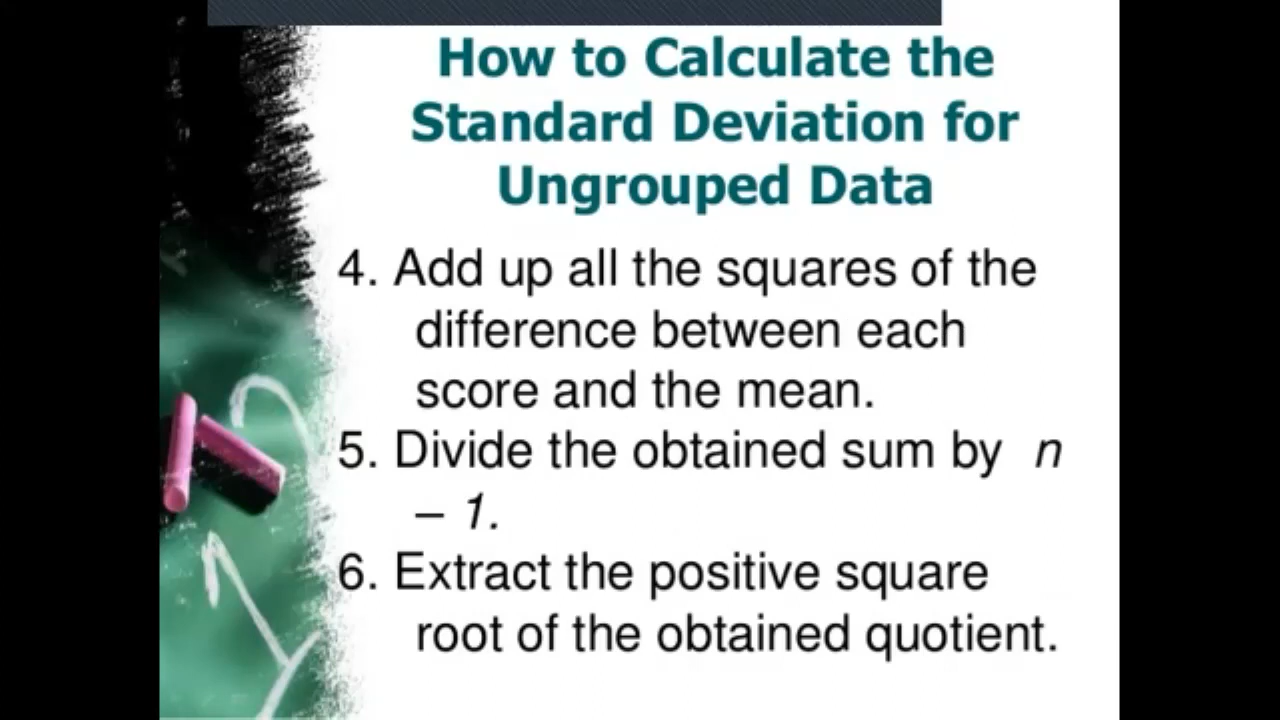 How to Calculate the
Standard Deviation for
Ungrouped Data
4. Add up all the squares of the
difference between each
score and the mean.
5. Divide the obtained sum by n
– 1.
6. Extract the positive square
root of the obtained quotient.